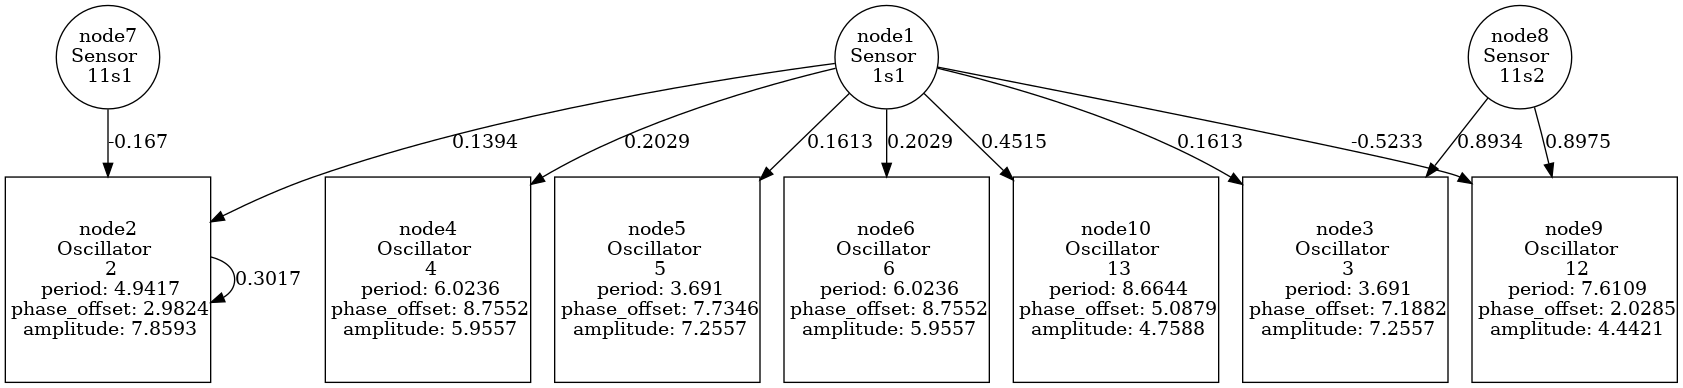 node7
Sensor
11s1
node1
Sensor
1s1
node8
Sensor
11s2
-0.167
0.1394
0.2029
0.1613
0.2029
0.4515
0.1613
-0.5233
0.8934
0.8975
node2
Oscillator
2
period: 4.9417
phase_offset: 2.9824
amplitude: 7.8593
0.3017
node4
Oscillator
4
period: 6.0236
phase_offset: 8.7552
amplitude: 5.9557
node5
Oscillator
5
period: 3.691
phase_offset: 7.7346
amplitude: 7.2557
node6
Oscillator
6
period: 6.0236
phase_offset: 8.7552
amplitude: 5.9557
node10
Oscillator
13
period: 8.6644
phase_offset: 5.0879
amplitude: 4.7588
node3
Oscillator
3
period: 3.691
phase_offset: 7.1882
amplitude: 7.2557
node9
Oscillator
12
period: 7.6109
phase_offset: 2.0285
amplitude: 4.4421